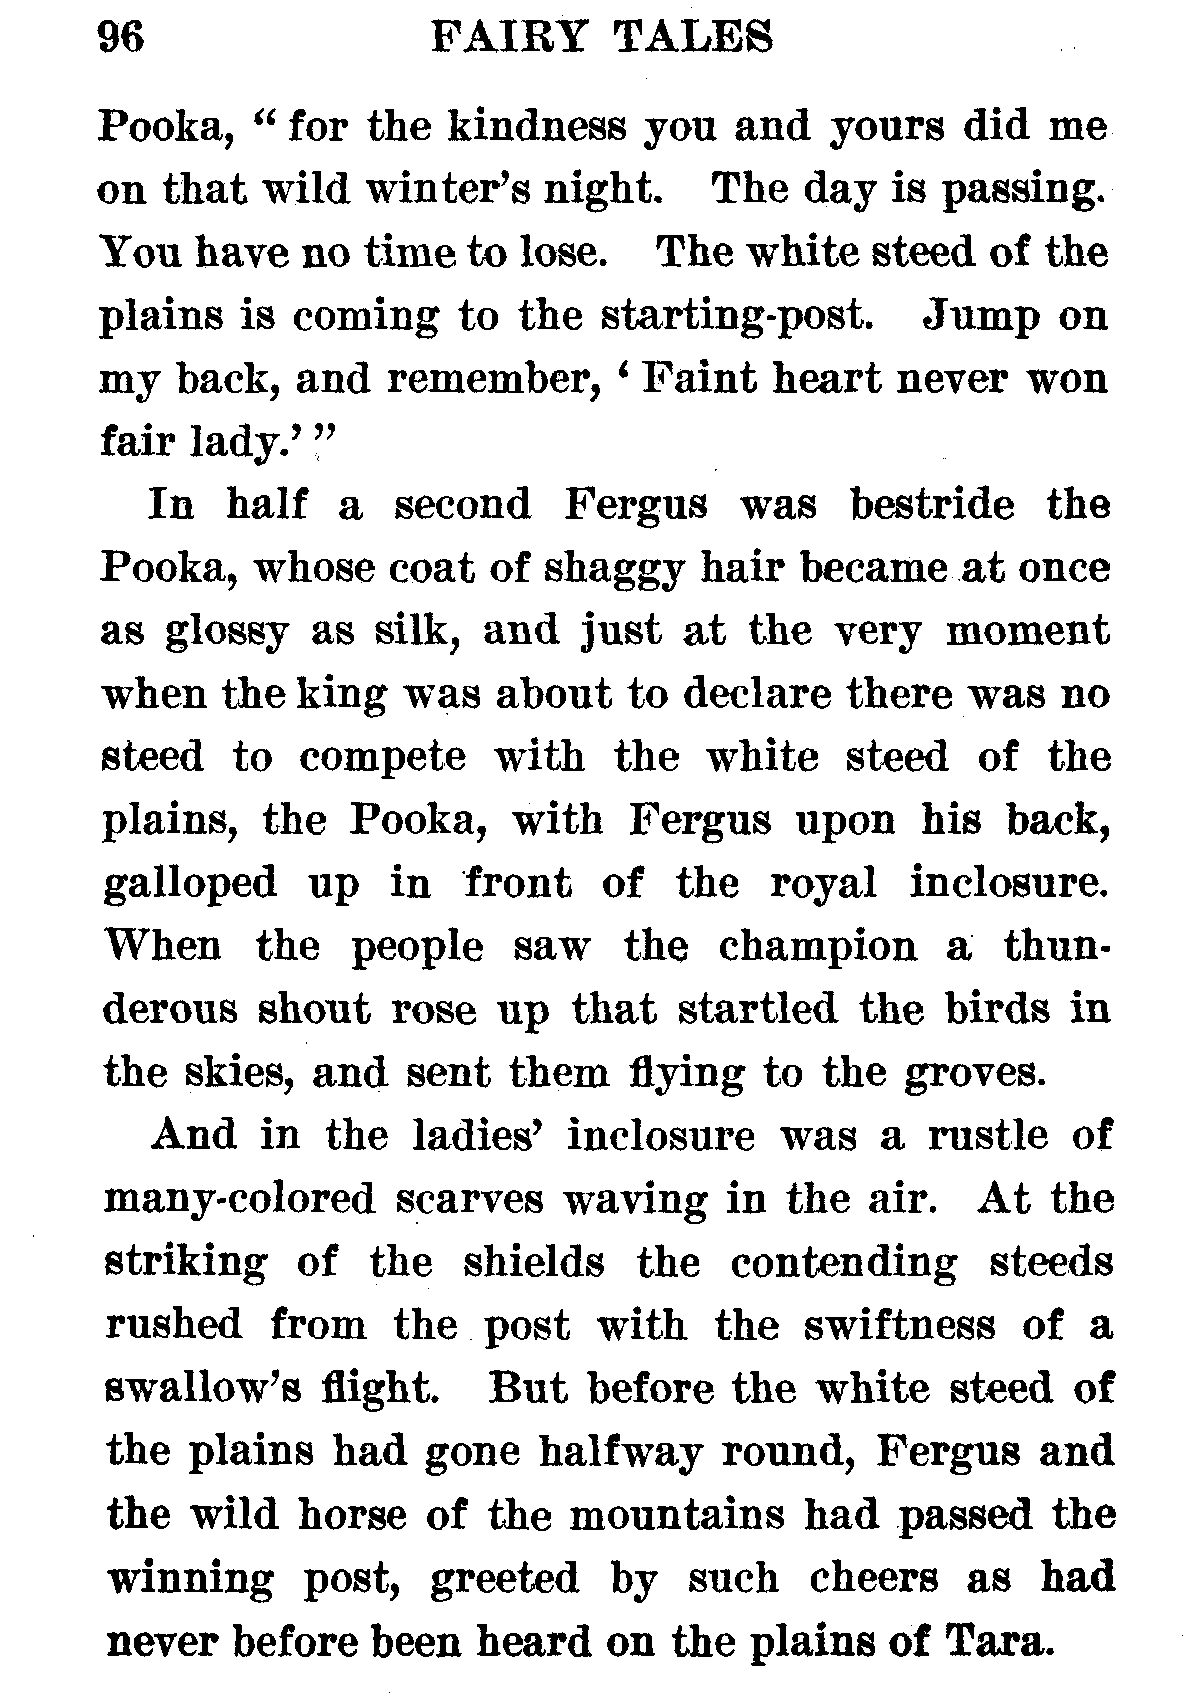 96 FAIRY TALES
Pooka, “ for the kindness you and yours did me
on that wild winter’s night. The day is passing.
You have no time to lose. The white steed of the
plains is coming to the starting-post. Jump on
my back, and remember, ‘ Faint heart never won
fair lady.’ ”
In half a second Fergus was bestride the
Pooka, whose coat of shaggy hair became at once
as glossy as silk, and just at the very moment
when the king was about to declare there was no
steed to compete with the white steed of the
plains, the Pooka, with Fergus upon his back,
galloped up in front of the royal inclosure.
When the people saw the champion a thun-
derous shout rose up that startled the birds in
the skies, and sent them flying to the groves.
And in the ladies’ inclosure was a rustle of
many-colored scarves waving in the air. At the
striking of the shields the contending steeds
rushed from the post with the swiftness of a
swallow’s flight. But before the white steed of
the plains had gone halfway round, Fergus and
the wild horse of the mountains had passed the
winning post, greeted by such cheers as had
never before been heard on the plains of Tara.